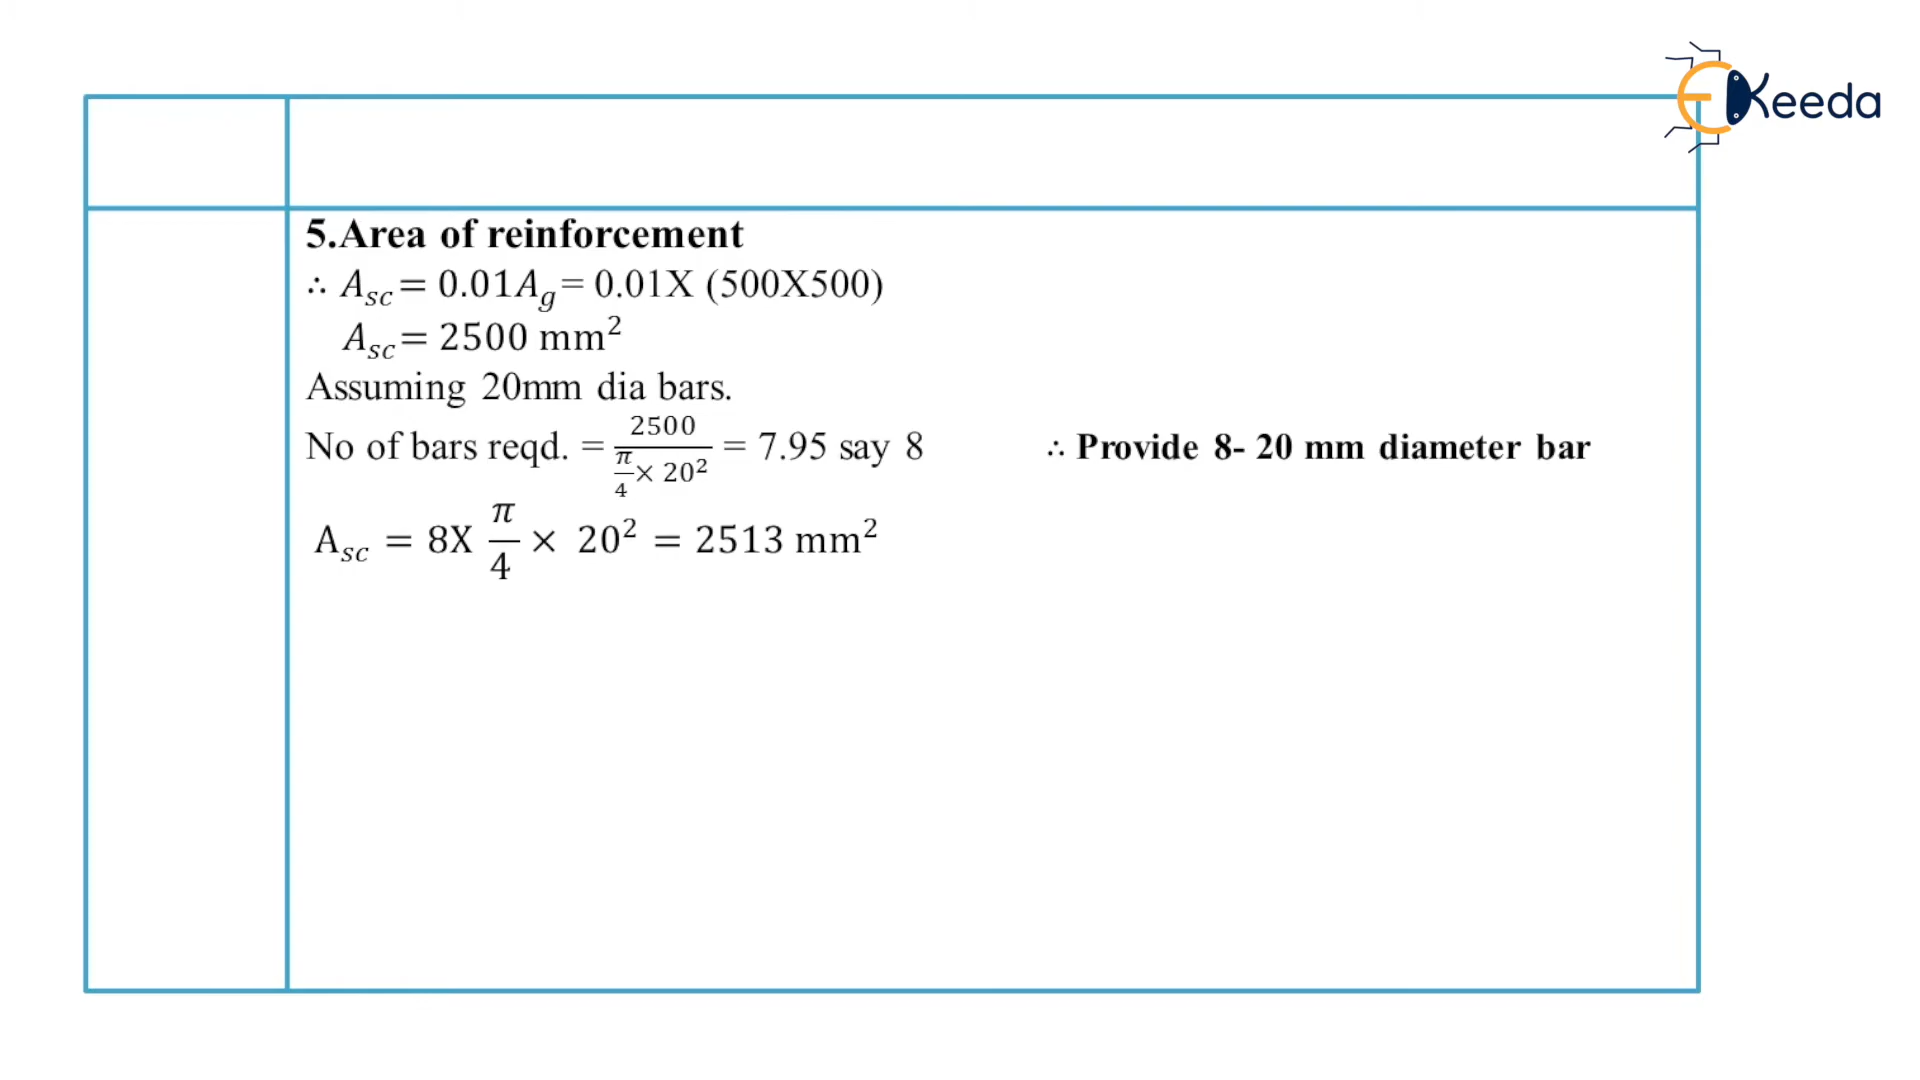 EKeeda
5.Area of reinforcement
∴ A_sc = 0.01A_g = 0.01X (500X500)
A_sc = 2500 mm²
Assuming 20mm dia bars.
No of bars reqd. = 2500 / (π/4 × 20²) = 7.95 say 8 ∴ Provide 8- 20 mm diameter bar
A_sc = 8X π/4 × 20² = 2513 mm²